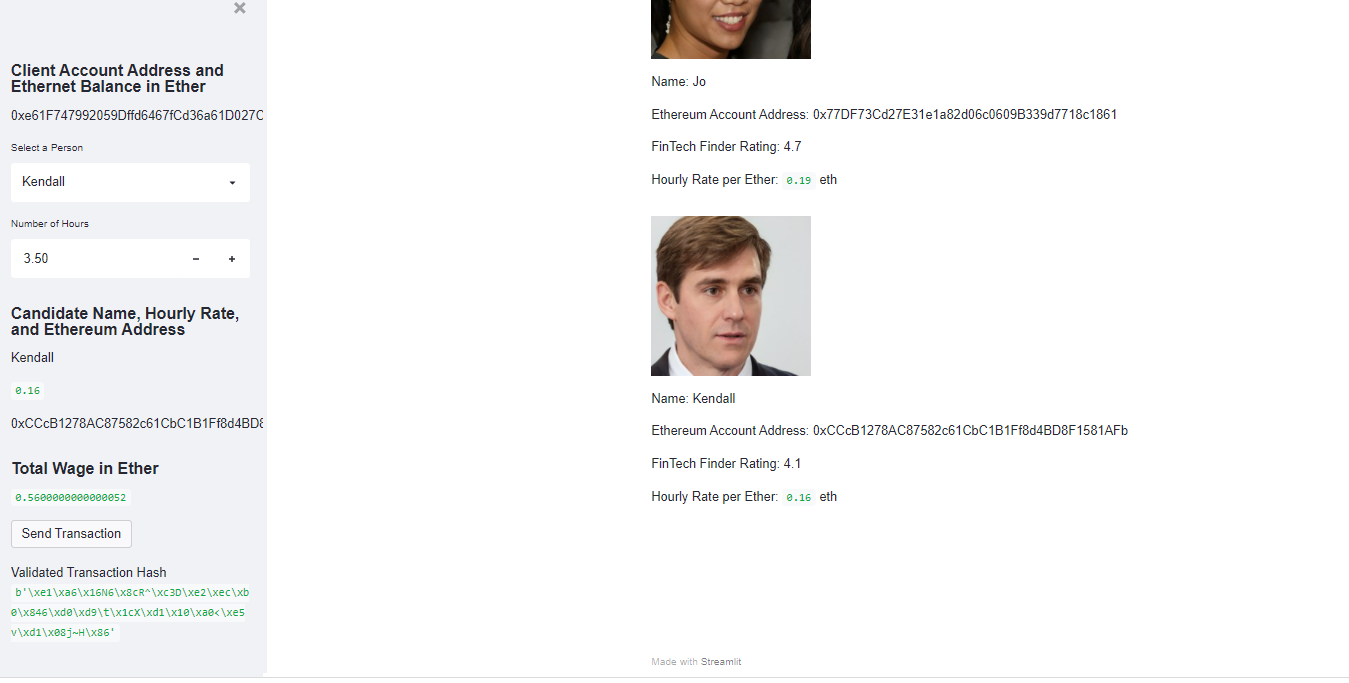 ×
Client Account Address and
Ethernet Balance in Ether
0xe61F747992059Dffd6467fCd36a61D027C
Select a Person
Kendall
Number of Hours
3.50
Candidate Name, Hourly Rate,
and Ethereum Address
Kendall
0.16
0xCCcB1278AC87582c61CbC1B1Ff8d4BD8
Total Wage in Ether
0.5600000000000052
Send Transaction
Validated Transaction Hash
b'\xe1\xa6\x16N6\x8cR^\xc3D\xe2\xec\xb
0\x846\xd0\xd9\t\x1cX\xd1\x10\xa0<\xe5
v\xd1\x08j~H\x86'
Name: Jo
Ethereum Account Address: 0x77DF73Cd27E31e1a82d06c0609B339d7718c1861
FinTech Finder Rating: 4.7
Hourly Rate per Ether: 0.19 eth
Name: Kendall
Ethereum Account Address: 0xCCcB1278AC87582c61CbC1B1Ff8d4BD8F1581AFb
FinTech Finder Rating: 4.1
Hourly Rate per Ether: 0.16 eth
Made with Streamlit